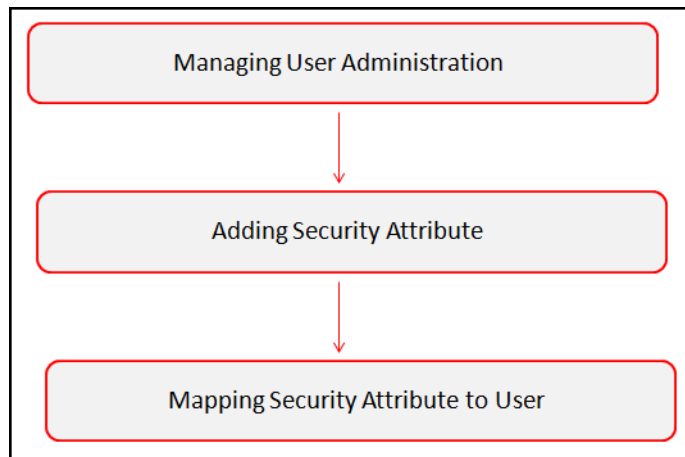 Managing User Administration
Adding Security Attribute
Mapping Security Attribute to User